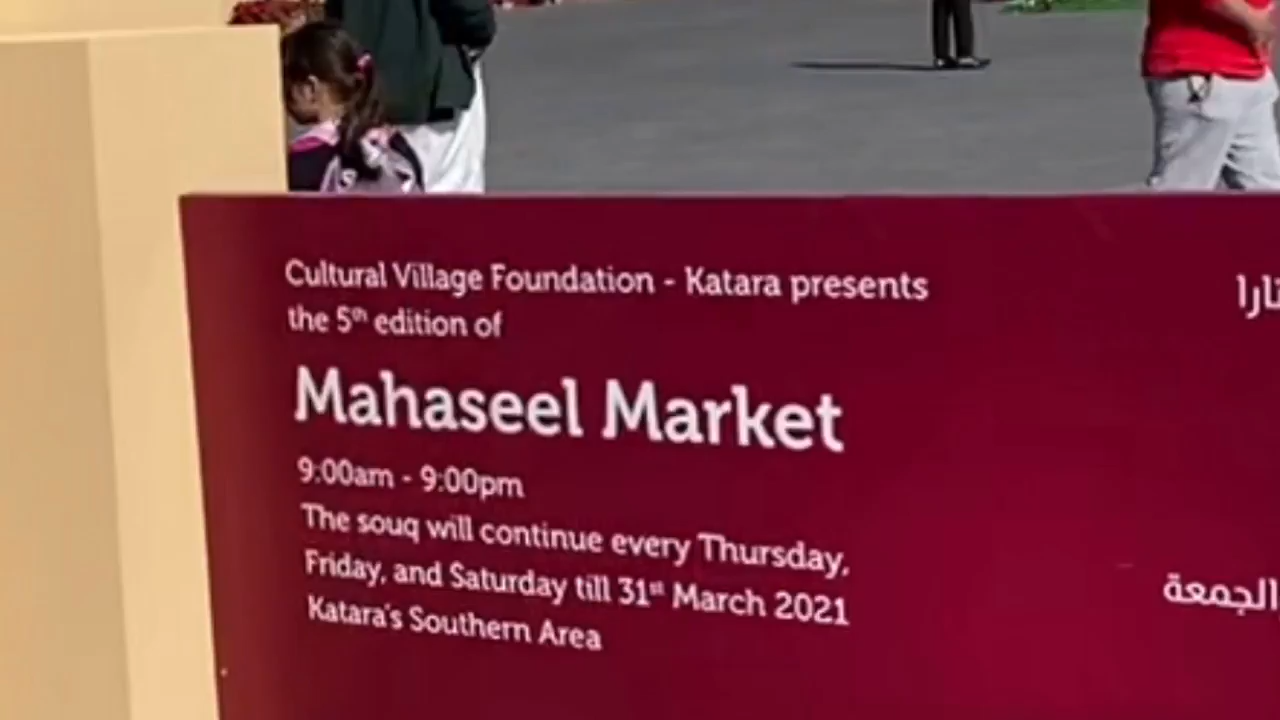 Cultural Village Foundation - Katara presents
the 5th edition of
Mahaseel Market
9:00am - 9:00pm
The souq will continue every Thursday,
Friday, and Saturday till 31st March 2021
Katara's Southern Area
الجمعة